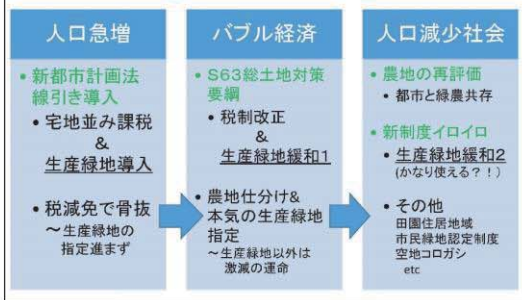 人口急増
• 新都市計画法
線引き導入
• 宅地並み課税
&
生産緑地導入
• 税減免で骨抜
～生産緑地の
指定進まず
バブル経済
• S63総土地対策
要綱
• 税制改正
&
生産緑地緩和1
• 農地仕分け&
本気の生産緑地
指定
～生産緑地以外は
激減の運命
人口減少社会
• 農地の再評価
• 都市と緑農共存
• 新制度イロイロ
• 生産緑地緩和2
(かなり使える？！)
• その他
田園住居地域
市民緑地認定制度
空地コロガシ
etc